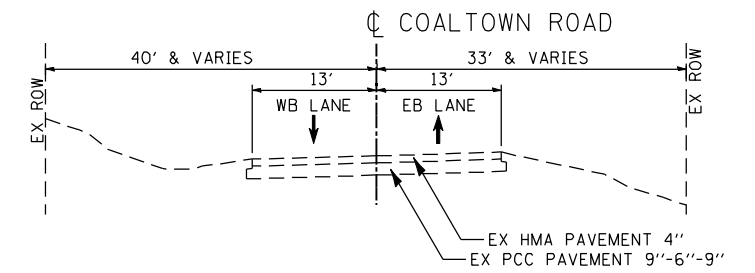 ℄ COALTOWN ROAD
40' & VARIES
33' & VARIES
13'
13'
EX ROW
WB LANE
EB LANE
EX ROW
EX HMA PAVEMENT 4''
EX PCC PAVEMENT 9''-6''-9''